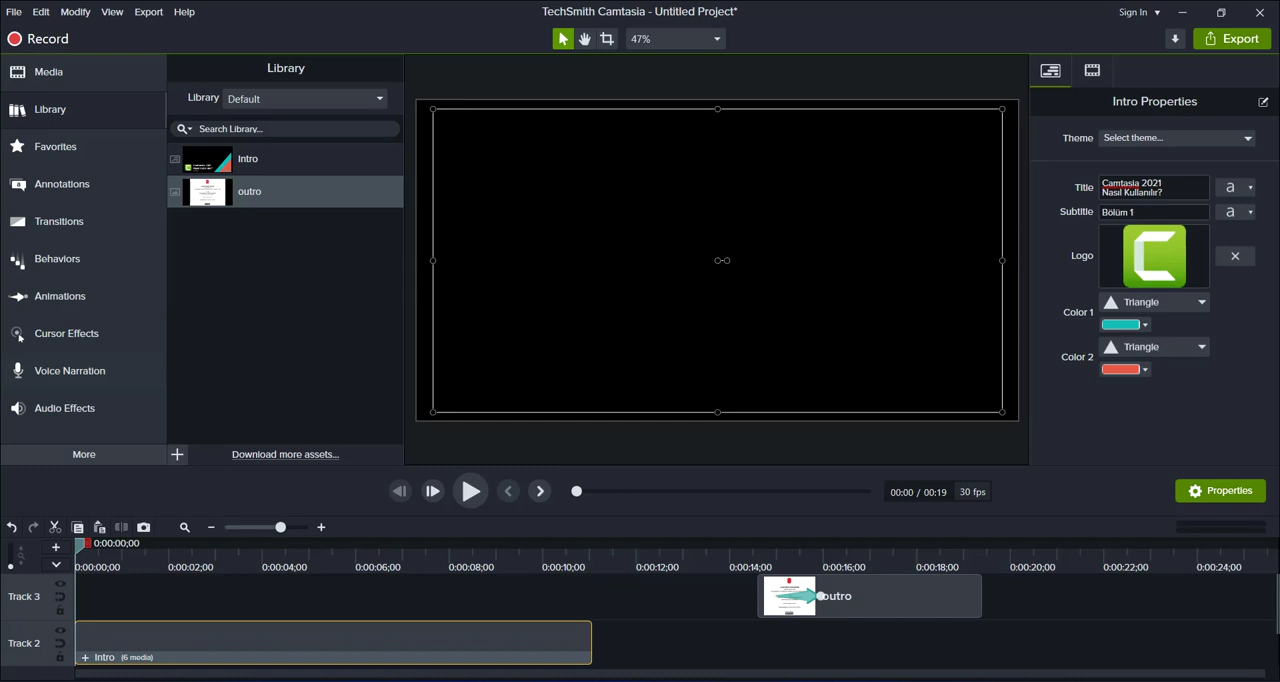 File Edit Modify View Export Help
TechSmith Camtasia - Untitled Project*
Sign In
Record
47%
Export
Media
Library
Favorites
Annotations
Transitions
Behaviors
Animations
Cursor Effects
Voice Narration
Audio Effects
More
Library
Library Default
Search Library...
Intro
outro
Download more assets...
Intro Properties
Theme Select theme...
Title Camtasia 2021
Nasıl Kullanılır?
a
Subtitle Bölüm 1
a
Logo
Color 1 Triangle
Color 2 Triangle
00:00 / 00:19 30 fps
Properties
0:00:00;00
0:00:00;00 0:00:02;00 0:00:04;00 0:00:06;00 0:00:08;00 0:00:10;00 0:00:12;00 0:00:14;00 0:00:16;00 0:00:18;00 0:00:20;00 0:00:22;00 0:00:24;00
Track 3
outro
Track 2
+ Intro (6 media)